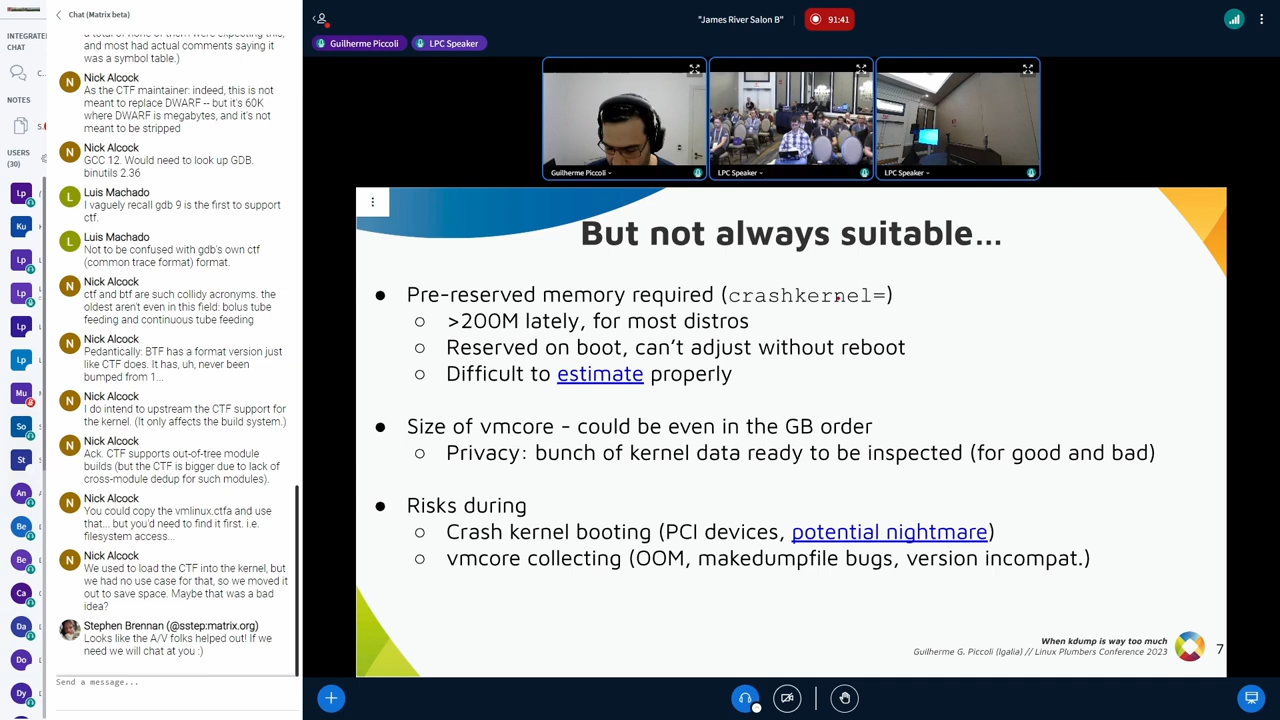 Chat (Matrix beta)
INTEGRATE
CHAT
C..
NOTES
S.
USERS
(30)
Lp
Ku
Lp
Lp
Lp
Lp
Mu
So
St
An
Be
Be
Ca
Da
Do
Dy
a total of none of them were expecting this,
and most had actual comments saying it
was a symbol table.)
N
Nick Alcock
As the CTF maintainer: indeed, this is not
meant to replace DWARF -- but it's 60K
where DWARF is megabytes, and it's not
meant to be stripped
N
Nick Alcock
GCC 12. Would need to look up GDB.
binutils 2.36
L
Luis Machado
I vaguely recall gdb 9 is the first to support
ctf.
L
Luis Machado
Not to be confused with gdb's own ctf
(common trace format) format.
N
Nick Alcock
ctf and btf are such collidy acronyms. the
oldest aren't even in this field: bolus tube
feeding and continuous tube feeding
N
Nick Alcock
Pedantically: BTF has a format version just
like CTF does. It has, uh, never been
bumped from 1...
N
Nick Alcock
I do intend to upstream the CTF support for
the kernel. (It only affects the build system.)
N
Nick Alcock
Ack. CTF supports out-of-tree module
builds (but the CTF is bigger due to lack of
cross-module dedup for such modules).
N
Nick Alcock
You could copy the vmlinux.ctfa and use
that... but you'd need to find it first. i.e.
filesystem access...
N
Nick Alcock
We used to load the CTF into the kernel, but
we had no use case for that, so we moved it
out to save space. Maybe that was a bad
idea?
Stephen Brennan (@sstep:matrix.org)
Looks like the A/V folks helped out! If we
need we will chat at you :)
Send a message...
"James River Salon B"
91:41
Guilherme Piccoli
LPC Speaker
Guilherme Piccoli
LPC Speaker
LPC Speaker
But not always suitable...
● Pre-reserved memory required (crashkernel=)
○ >200M lately, for most distros
○ Reserved on boot, can't adjust without reboot
○ Difficult to estimate properly
● Size of vmcore - could be even in the GB order
○ Privacy: bunch of kernel data ready to be inspected (for good and bad)
● Risks during
○ Crash kernel booting (PCI devices, potential nightmare)
○ vmcore collecting (OOM, makedumpfile bugs, version incompat.)
When kdump is way too much
Guilherme G. Piccoli (Igalia) // Linux Plumbers Conference 2023
7